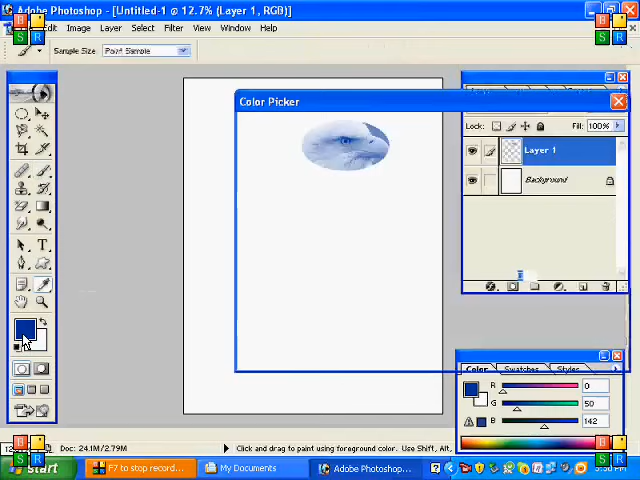 Adobe Photoshop - [Untitled-1 @ 12.7% (Layer 1, RGB)]
Image Layer Select Filter View Window Help
B
S R
B
S R
Sample Size: Point Sample
Color Picker
Lock: Fill: 100%
Layer 1
Background
T
Color Swatches Styles
R 0
G 50
B 142
Doc: 24.1M/2.79M Click and drag to paint using foreground color. Use Shift, Alt,
B
S R
B
S R
start F7 to stop record... My Documents Adobe Photoshop...